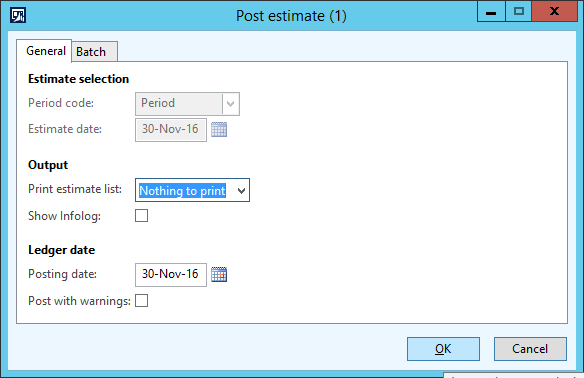 Post estimate (1)
General Batch
Estimate selection
Period code: Period
Estimate date: 30-Nov-16
Output
Print estimate list: Nothing to print
Show Infolog:
Ledger date
Posting date: 30-Nov-16
Post with warnings:
OK Cancel